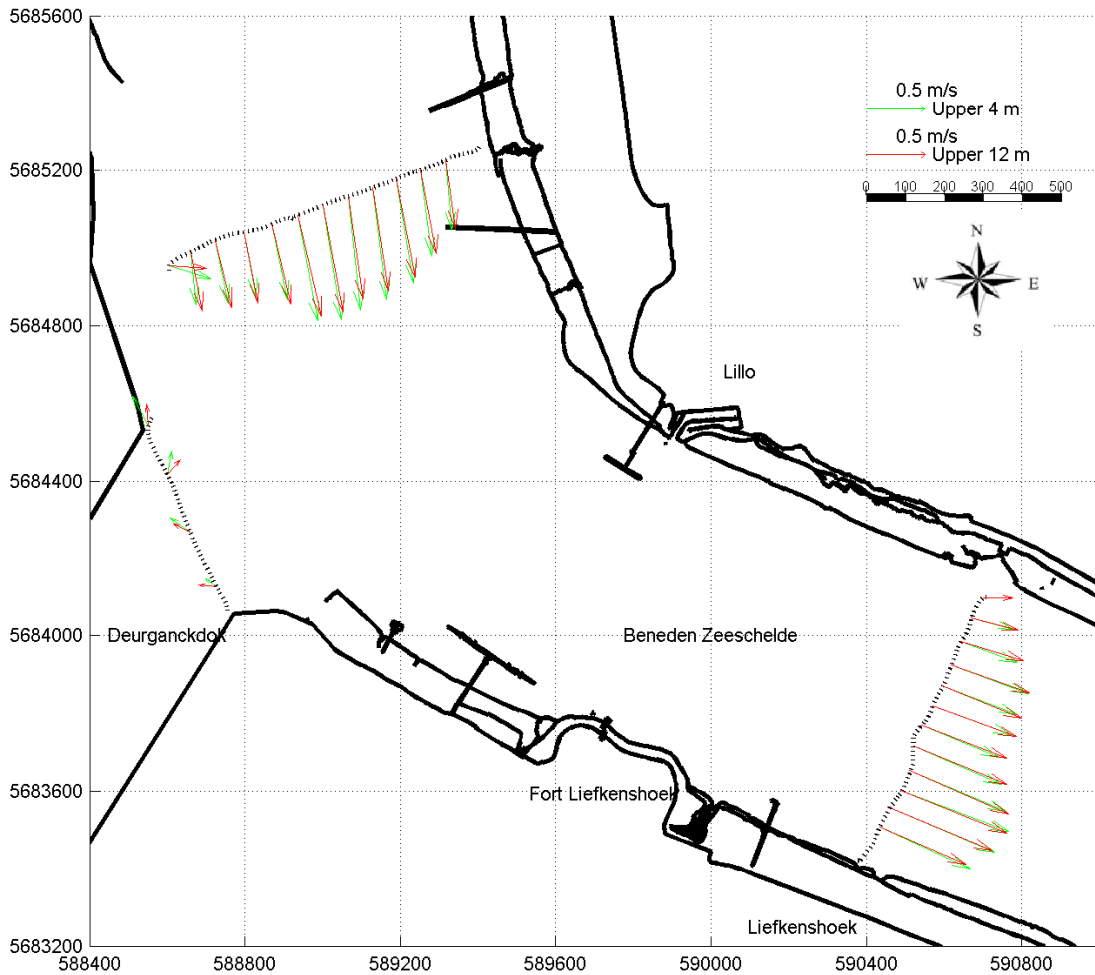 5685600
5685200
5684800
5684400
5684000
5683600
5683200
588400 588800 589200 589600 590000 590400 590800
0.5 m/s
Upper 4 m
0.5 m/s
Upper 12 m
0 100 200 300 400 500
N
W E
S
Lillo
Deurganckdok
Beneden Zeeschelde
Fort Liefkenshoek
Liefkenshoek